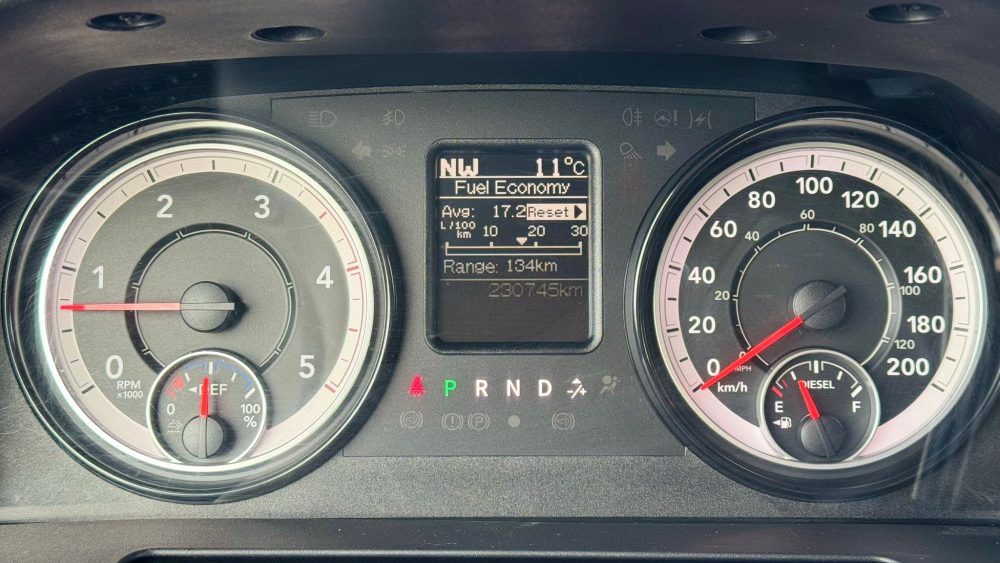 NW 11°C
Fuel Economy
Avg: 17.2 Reset
L/100 km
10 20 30
Range: 134km
230745km
0 1 2 3 4 5
RPM
x1000
DEF
0 100
%
P R N D
0 20 40 60 80 100 120 140 160 180 200
km/h
0 20 40 60 80 100 120
MPH
DIESEL
E F